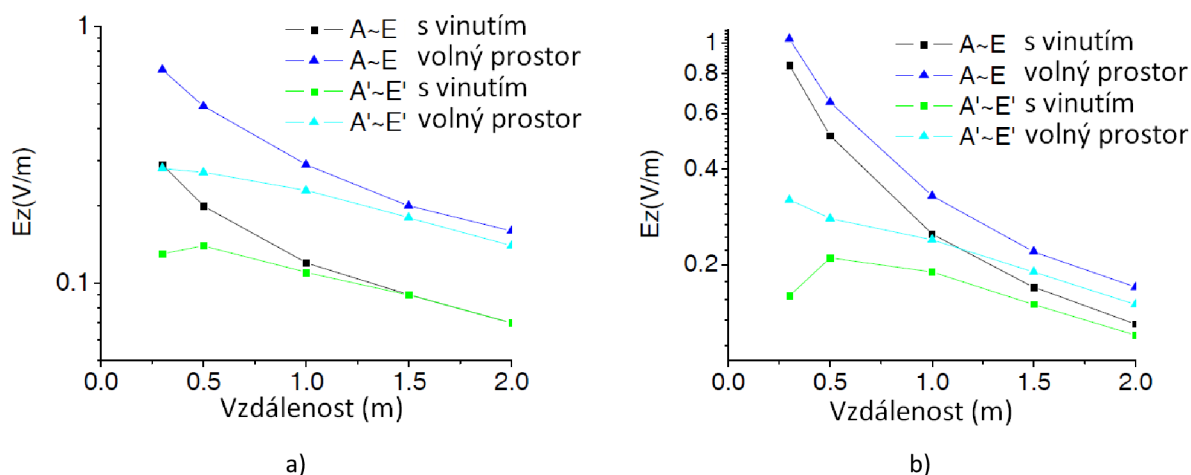 1
0.1
Ez(V/m)
A~E s vinutím
A~E volný prostor
A'~E' s vinutím
A'~E' volný prostor
0.0 0.5 1.0 1.5 2.0
Vzdálenost (m)
a)
1
0.8
0.6
0.4
0.2
Ez(V/m)
A~E s vinutím
A~E volný prostor
A'~E' s vinutím
A'~E' volný prostor
0.0 0.5 1.0 1.5 2.0
Vzdálenost (m)
b)